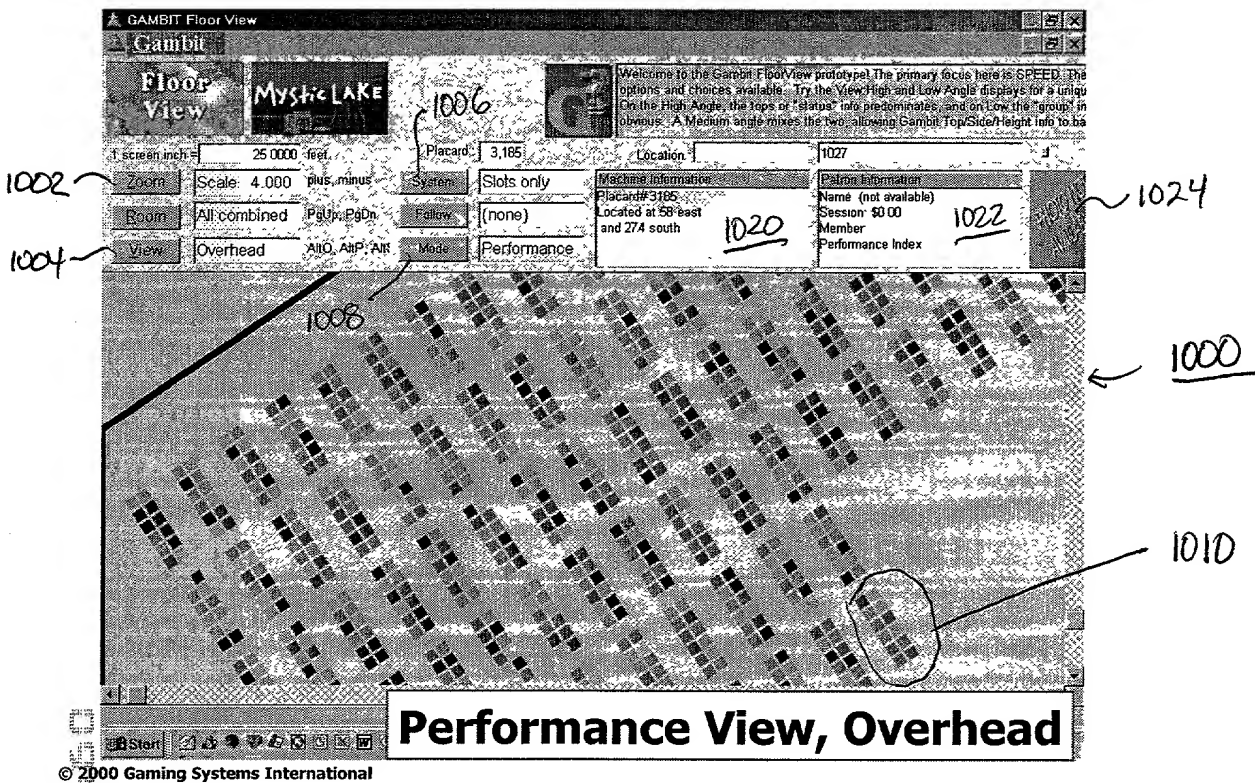 GAMBIT Floor View
Gambit
Floor View
MYSTIC LAKE
1006
G
Welcome to the Gambit FloorView prototype! The primary focus here is SPEED. The
options and choices available. Try the View High and Low Angle displays for a uniqu
On the High Angle, the tops or "status" info predominates, and on Low the "group" in
obvious. A Medium angle mixes the two, allowing Gambit Top/Side/Height info to ba
1 screen inch = 25.0000 feet. Placard: 3,185 Location: 1027
1002 Zoom Scale: 4.000 plus, minus System Slots only Machine Information Patron Information
Room All combined PgUp, PgDn Follow (none) Placard# 3185 Name (not available)
Located at 58 east Session: $0.00 1024
and 274 south 1020 Member 1022
1004 View Overhead AltO, AltP, Mode Performance Performance Index
1008
1000
1010
Performance View, Overhead
Start
© 2000 Gaming Systems International